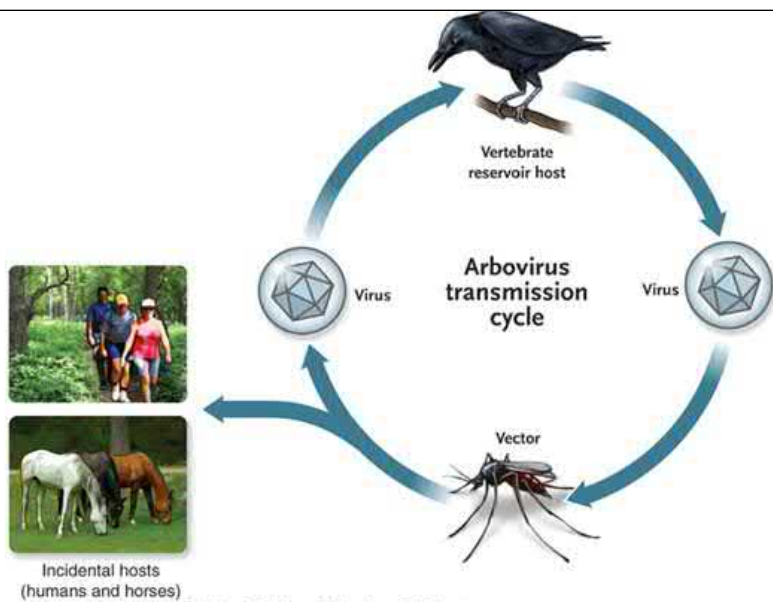 Vertebrate
reservoir host
Virus
Arbovirus
transmission
cycle
Virus
Vector
Incidental hosts
(humans and horses)